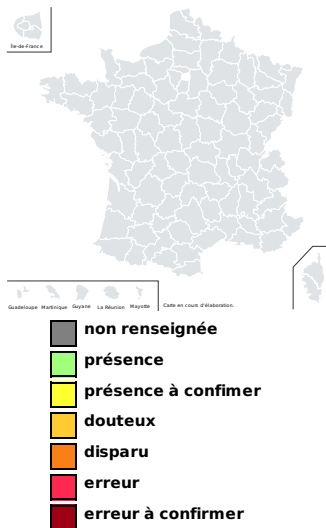 Île-de-France
Guadeloupe Martinique Guyane La Réunion Mayotte Carte en cours d'élaboration.
non renseignée
présence
présence à confimer
douteux
disparu
erreur
erreur à confirmer